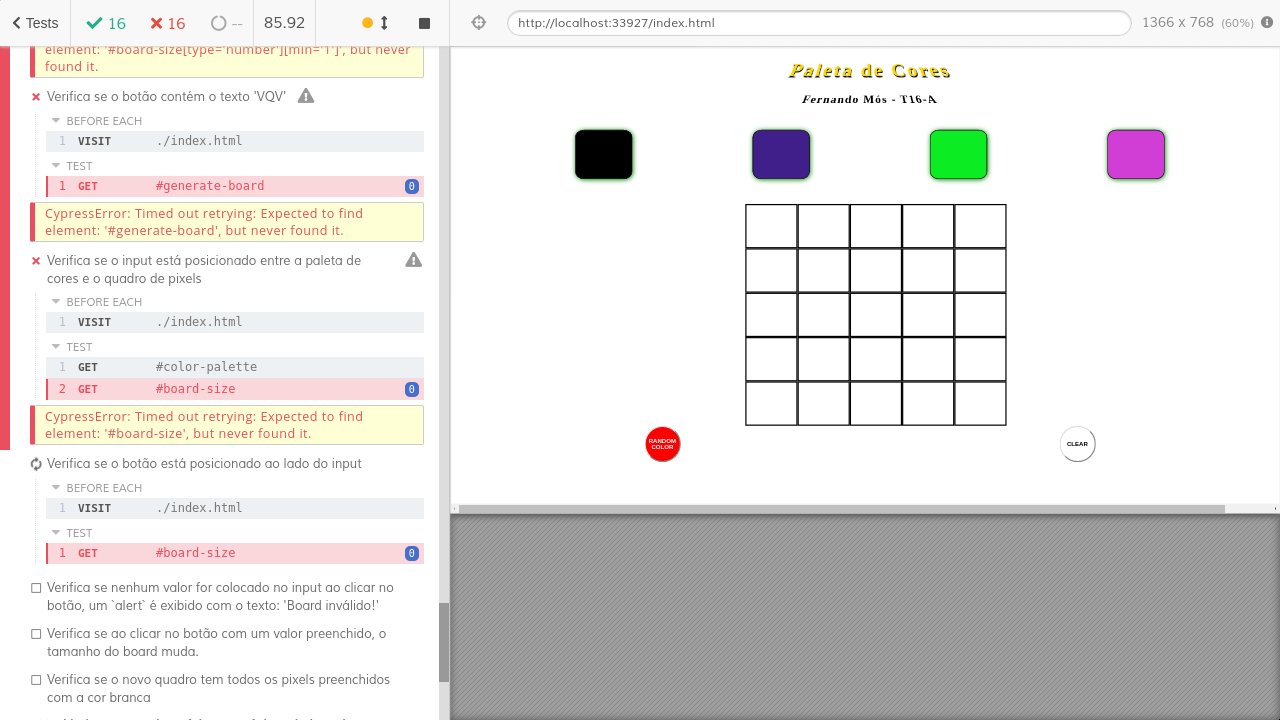 Tests
16
16
--
85.92
http://localhost:33927/index.html
1366 x 768 (60%)
element: '#board-size[type='number'][min='1']', but never
found it.
Verifica se o botão contém o texto 'VQV'
BEFORE EACH
1 VISIT ./index.html
TEST
1 GET #generate-board 0
CypressError: Timed out retrying: Expected to find
element: '#generate-board', but never found it.
Verifica se o input está posicionado entre a paleta de
cores e o quadro de pixels
BEFORE EACH
1 VISIT ./index.html
TEST
1 GET #color-palette
2 GET #board-size 0
CypressError: Timed out retrying: Expected to find
element: '#board-size', but never found it.
Verifica se o botão está posicionado ao lado do input
BEFORE EACH
1 VISIT ./index.html
TEST
1 GET #board-size 0
Verifica se nenhum valor for colocado no input ao clicar no
botão, um `alert` é exibido com o texto: 'Board inválido!'
Verifica se ao clicar no botão com um valor preenchido, o
tamanho do board muda.
Verifica se o novo quadro tem todos os pixels preenchidos
com a cor branca
Paleta de Cores
Fernando Mós - T16-A
RANDOM
COLOR
CLEAR